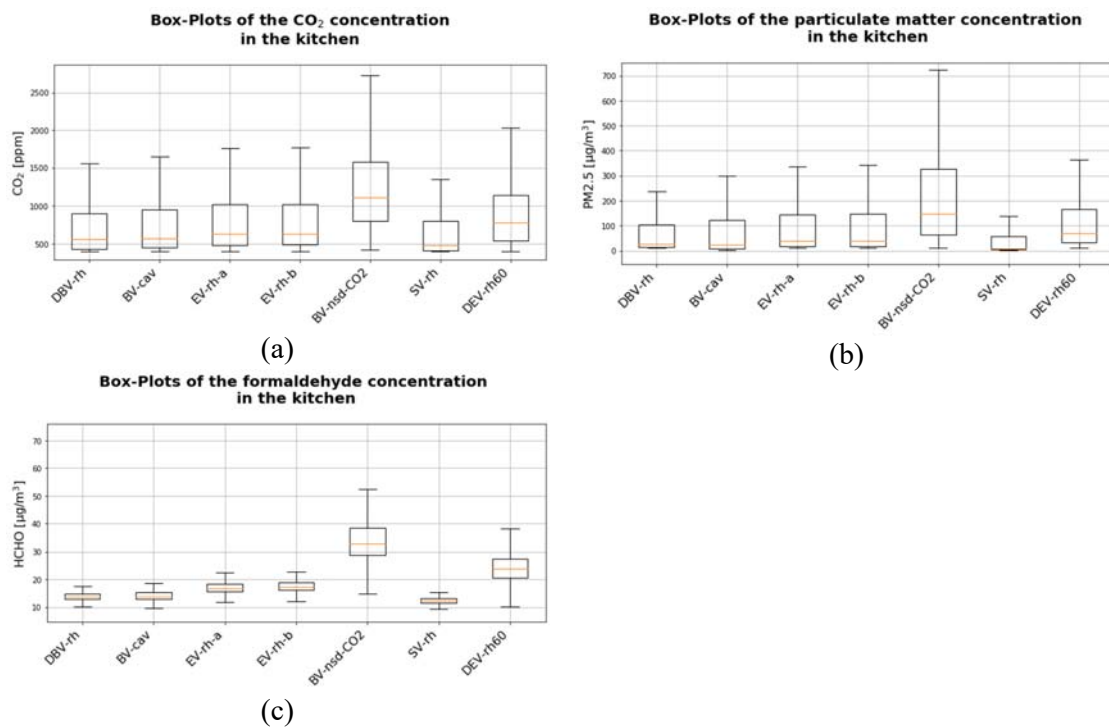 Box-Plots of the CO₂ concentration
in the kitchen
CO₂ [ppm]
2500
2000
1500
1000
500
DBV-rh
BV-cav
EV-rh-a
EV-rh-b
BV-nsd-CO2
SV-rh
DEV-rh60
(a)
Box-Plots of the particulate matter concentration
in the kitchen
PM2.5 [µg/m³]
700
600
500
400
300
200
100
0
DBV-rh
BV-cav
EV-rh-a
EV-rh-b
BV-nsd-CO2
SV-rh
DEV-rh60
(b)
Box-Plots of the formaldehyde concentration
in the kitchen
HCHO [µg/m³]
70
60
50
40
30
20
10
DBV-rh
BV-cav
EV-rh-a
EV-rh-b
BV-nsd-CO2
SV-rh
DEV-rh60
(c)